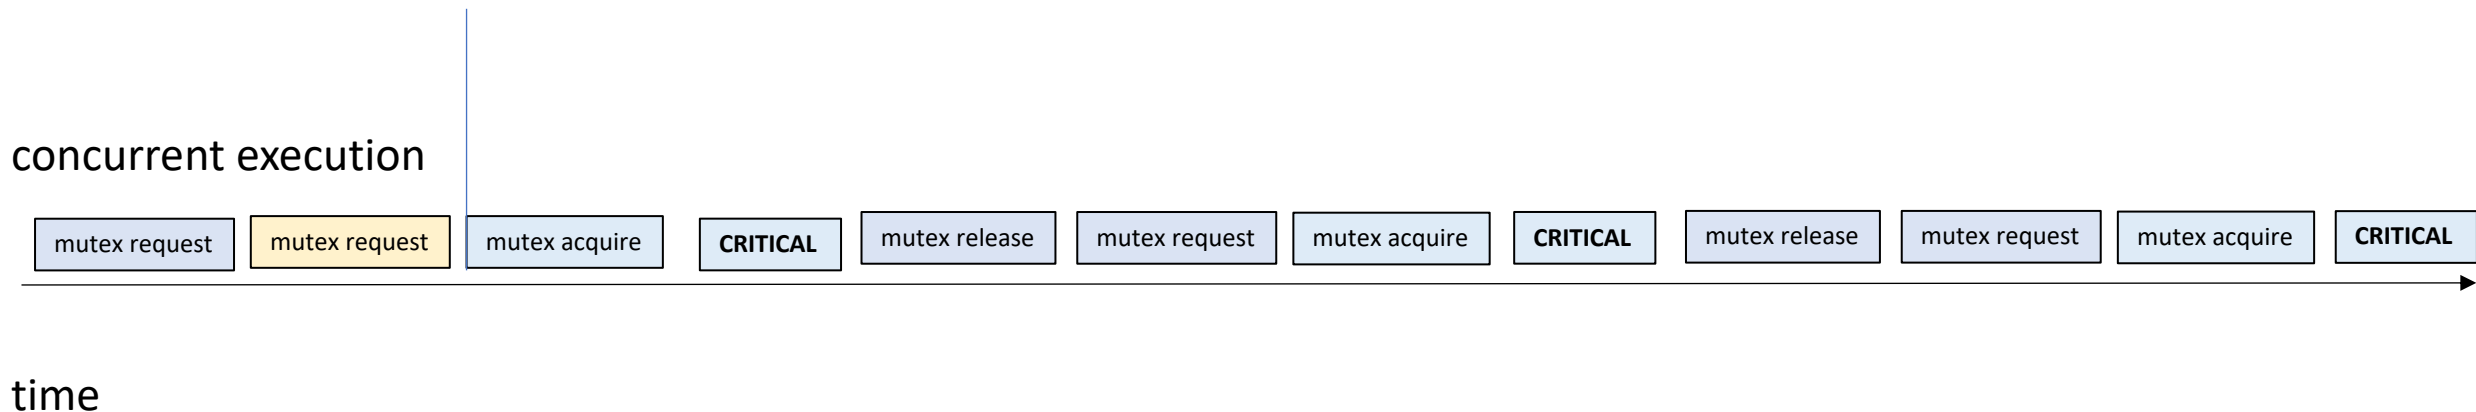 concurrent execution
mutex request
mutex request
mutex acquire
CRITICAL
mutex release
mutex request
mutex acquire
CRITICAL
mutex release
mutex request
mutex acquire
CRITICAL
time